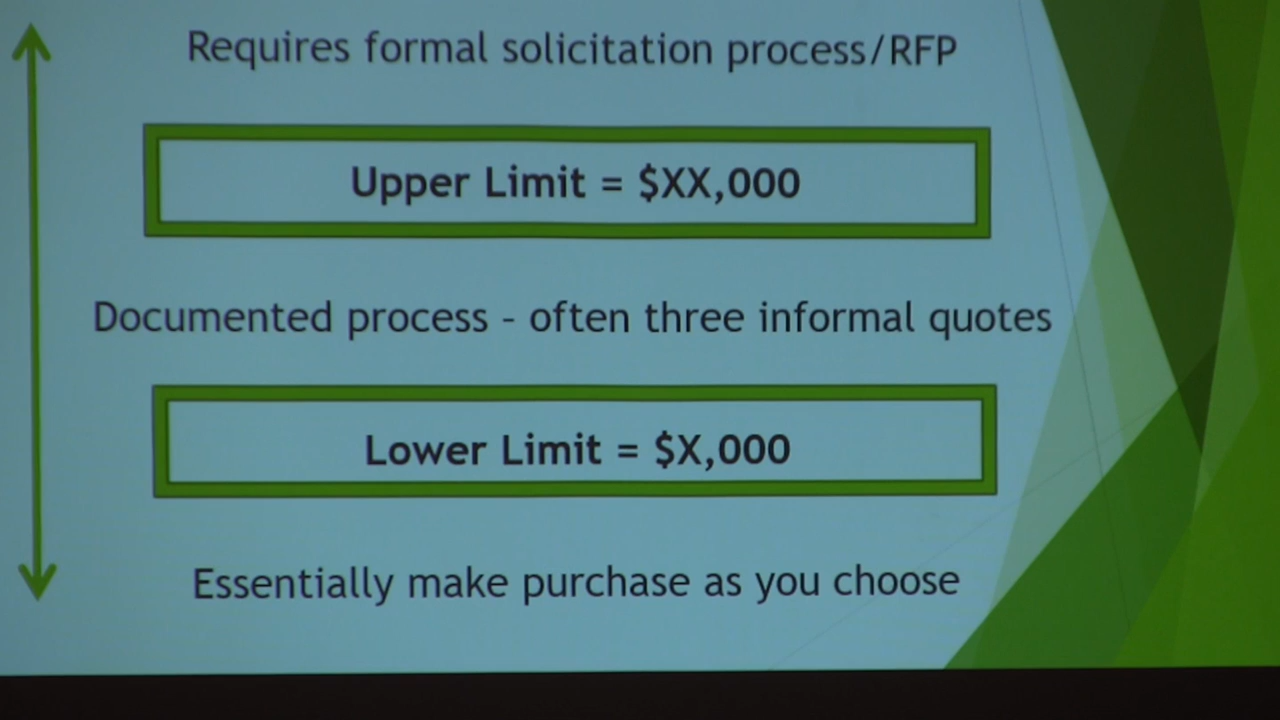 Requires formal solicitation process/RFP
Upper Limit = $XX,000
Documented process – often three informal quotes
Lower Limit = $X,000
Essentially make purchase as you choose